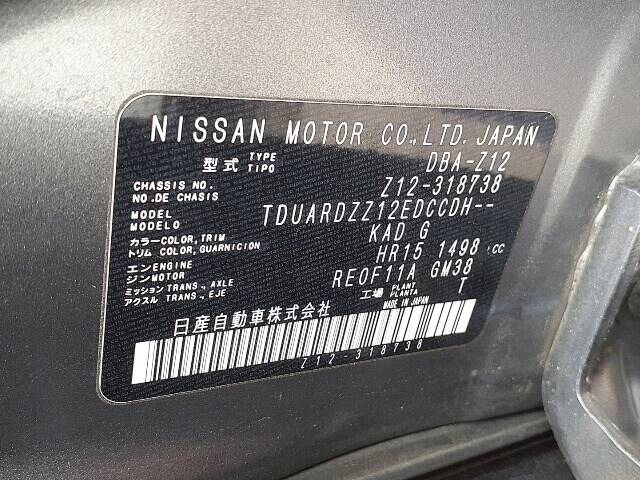 NISSAN MOTOR CO.,LTD. JAPAN
型式 TYPE TIPO DBA-Z12
CHASSIS NO. NO.DE CHASIS Z12-318738
MODEL MODELO TDUARDZZ12EDCCDH--
カラー COLOR, TRIM トリム COLOR, GUARNICION KAD G
エンジン ENGINE MOTOR HR15 1498 cc
ミッション アクスル TRANS., AXLE TRANS., EJE RE0F11A GM38
工場 PLANT PLANTA T
日産自動車株式会社 MADE IN JAPAN
Z12-318738